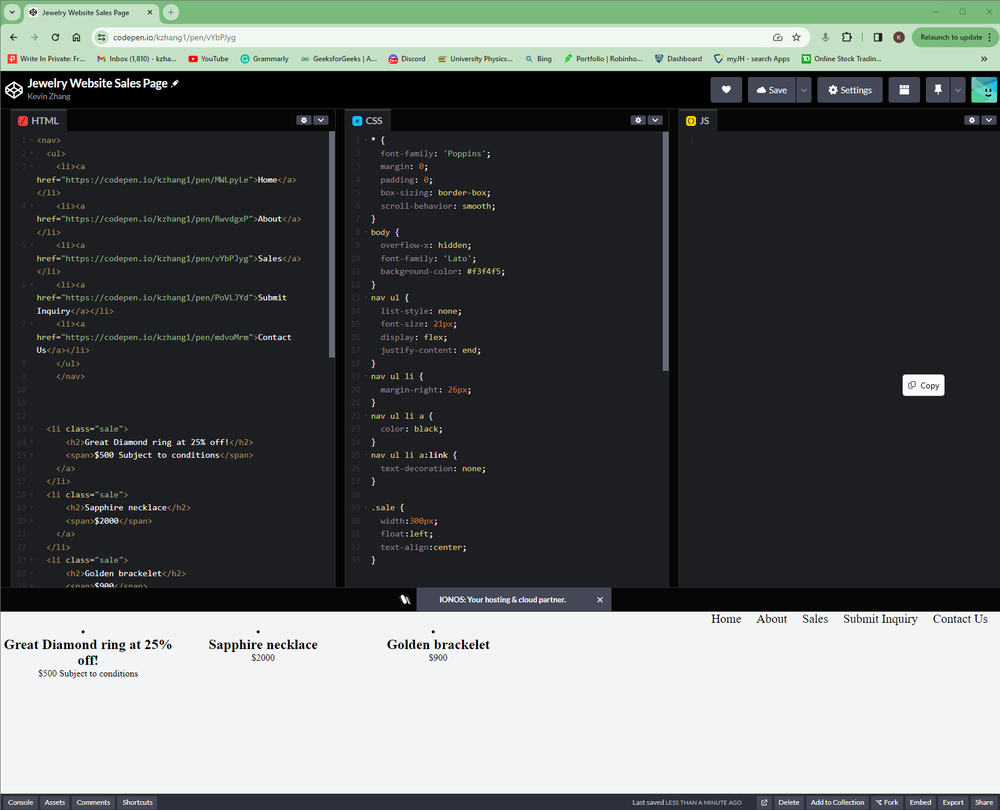 Jewelry Website Sales Page
codepen.io/kzhang1/pen/vYbPJyg
K
Relaunch to update
Write In Private: Fr...
Inbox (1,810) - kzha...
YouTube
Grammarly
GeeksforGeeks | A...
2k+
Discord
University Physics...
Bing
Portfolio | Robinho...
Dashboard
myJH - search Apps
TD
Online Stock Tradin...
Jewelry Website Sales Page
Kevin Zhang
Save
Settings
HTML
1 <nav>
2 <ul>
3 <li><a
href="https://codepen.io/kzhang1/pen/MWLpyLe">Home</a>
</li>
4 <li><a
href="https://codepen.io/kzhang1/pen/RwvdgxP">About</a>
</li>
5 <li><a
href="https://codepen.io/kzhang1/pen/vYbPJyg">Sales</a>
</li>
6 <li><a
href="https://codepen.io/kzhang1/pen/PoVLJYd">Submit
Inquiry</a></li>
7 <li><a
href="https://codepen.io/kzhang1/pen/mdvoMrm">Contact
Us</a></li>
8 </ul>
9 </nav>
10
11
12
13 <li class="sale">
14 <h2>Great Diamond ring at 25% off!</h2>
15 <span>$500 Subject to conditions</span>
16 </a>
17 </li>
18 <li class="sale">
19 <h2>Sapphire necklace</h2>
20 <span>$2000</span>
21 </a>
22 </li>
23 <li class="sale">
24 <h2>Golden brackelet</h2>
25 <span>$900</span>
CSS
1 * {
2 font-family: 'Poppins';
3 margin: 0;
4 padding: 0;
5 box-sizing: border-box;
6 scroll-behavior: smooth;
7 }
8 body {
9 overflow-x: hidden;
10 font-family: 'Lato';
11 background-color: #f3f4f5;
12 }
13 nav ul {
14 list-style: none;
15 font-size: 21px;
16 display: flex;
17 justify-content: end;
18 }
19 nav ul li {
20 margin-right: 26px;
21 }
22 nav ul li a {
23 color: black;
24 }
25 nav ul li a:link {
26 text-decoration: none;
27 }
28
29 .sale {
30 width:300px;
31 float:left;
32 text-align:center;
33 }
JS
1
Copy
IONOS: Your hosting & cloud partner.
Home About Sales Submit Inquiry Contact Us
Great Diamond ring at 25%
off!
$500 Subject to conditions
Sapphire necklace
$2000
Golden brackelet
$900
Console
Assets
Comments
Shortcuts
Last saved LESS THAN A MINUTE AGO
Delete
Add to Collection
Fork
Embed
Export
Share